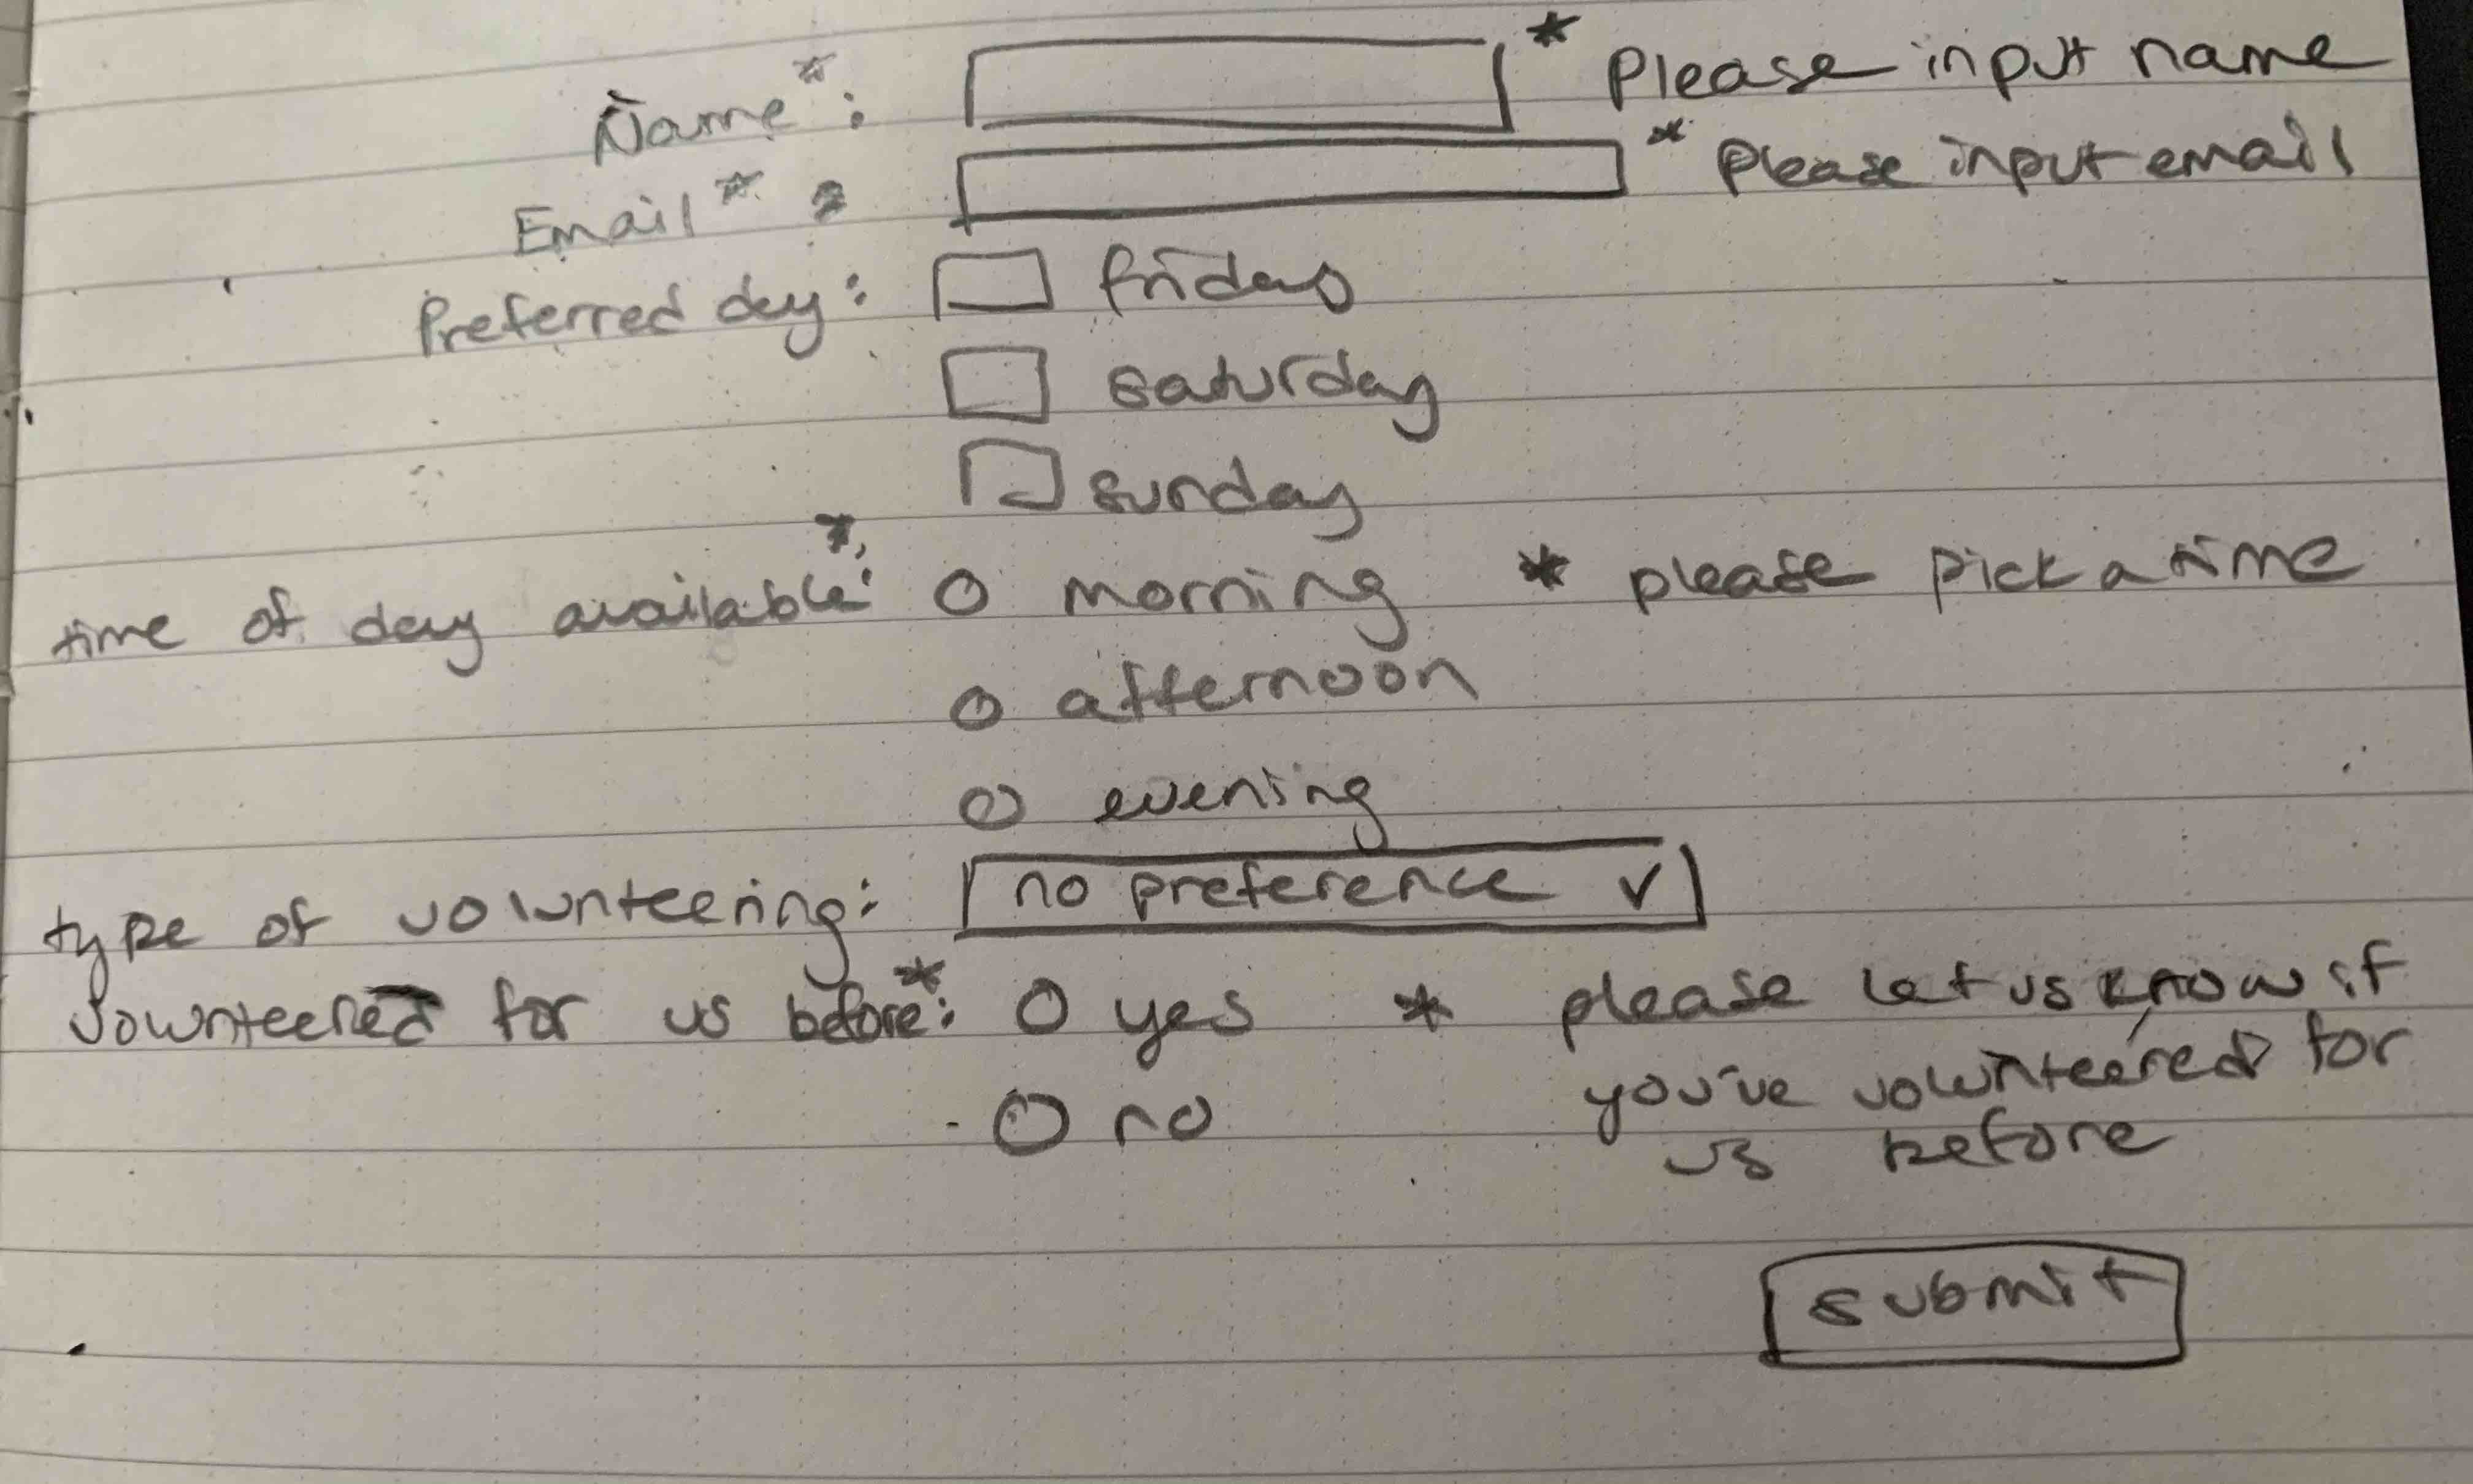 Name*: * Please input name
Email*: * Please input email
Preferred day: friday
saturday
sunday
time of day available*: morning * please pick a time
afternoon
evening
type of volunteering: no preference
Volunteered for us before*: yes * please let us know if
no you've volunteered for
us before
submit